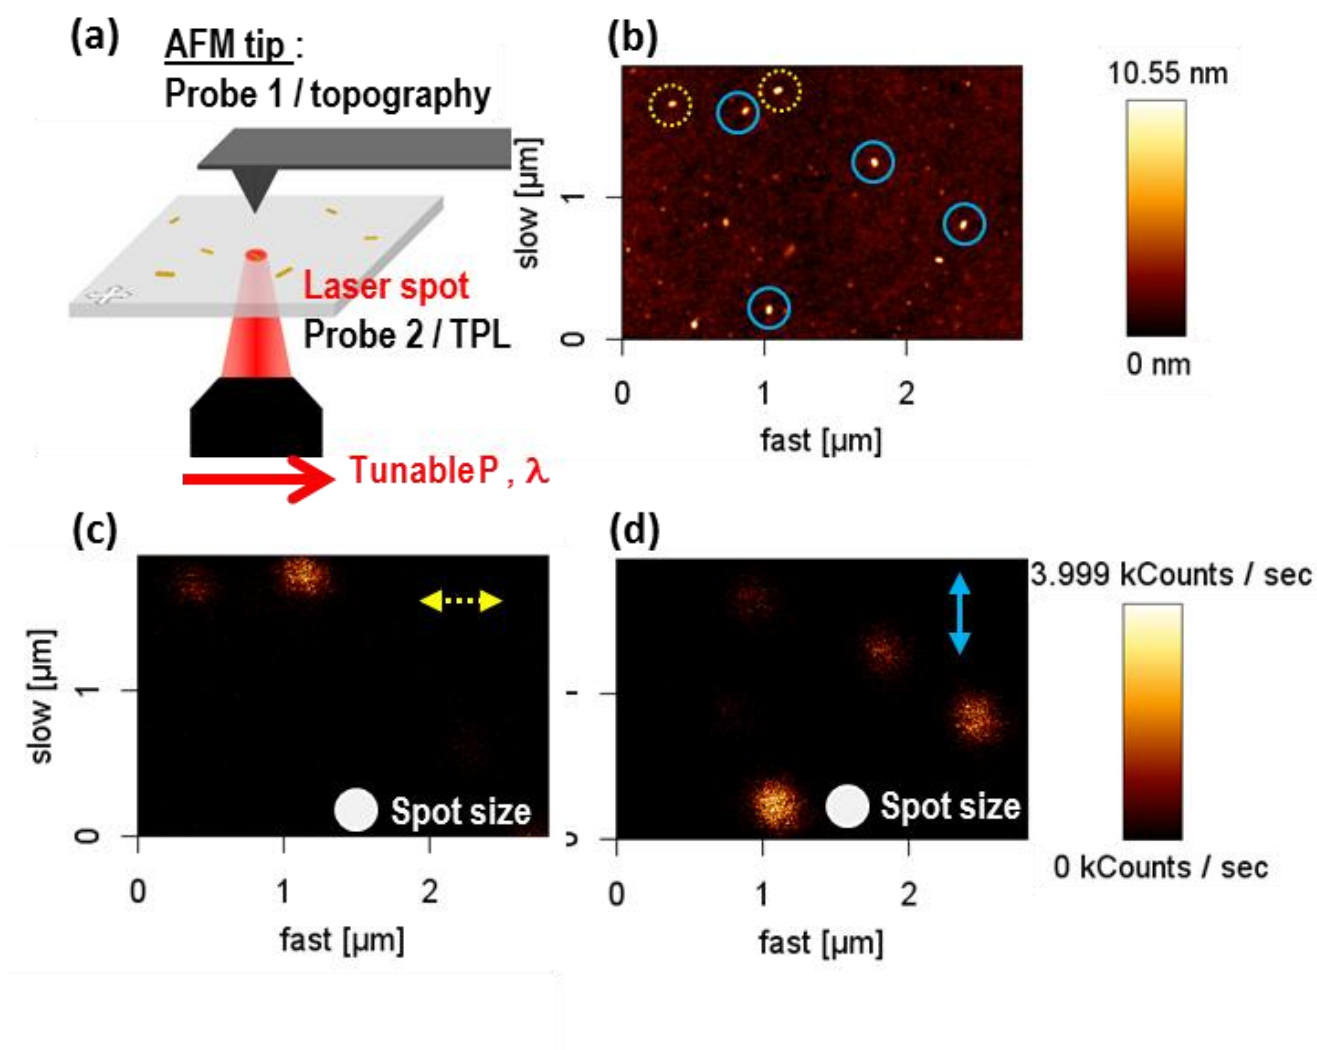 (a)
AFM tip :
Probe 1 / topography
Laser spot
Probe 2 / TPL
Tunable P , λ
(b)
slow [µm]
1
0
0 1 2
fast [µm]
10.55 nm
0 nm
(c)
slow [µm]
1
0
Spot size
0 1 2
fast [µm]
(d)
Spot size
0 1 2
fast [µm]
3.999 kCounts / sec
0 kCounts / sec